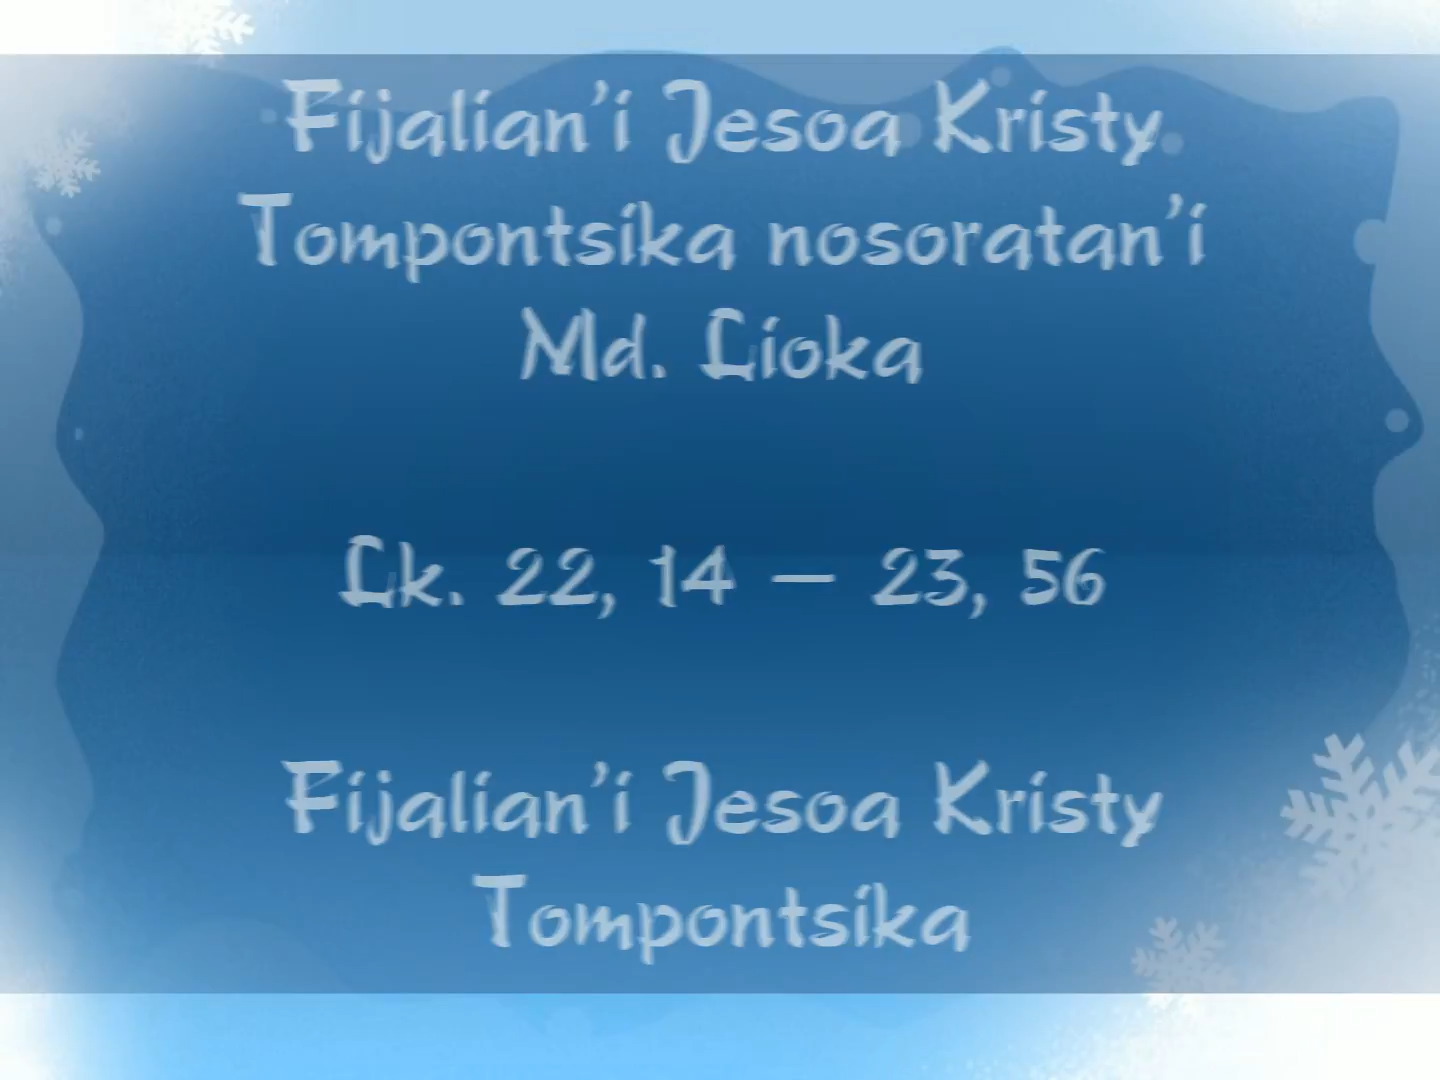 Fijalian’i Jesoa Kristy
Tompontsika nosoratan’i
Md. Lioka
Lk. 22, 14 – 23, 56
Fijalian’i Jesoa Kristy
Tompontsika